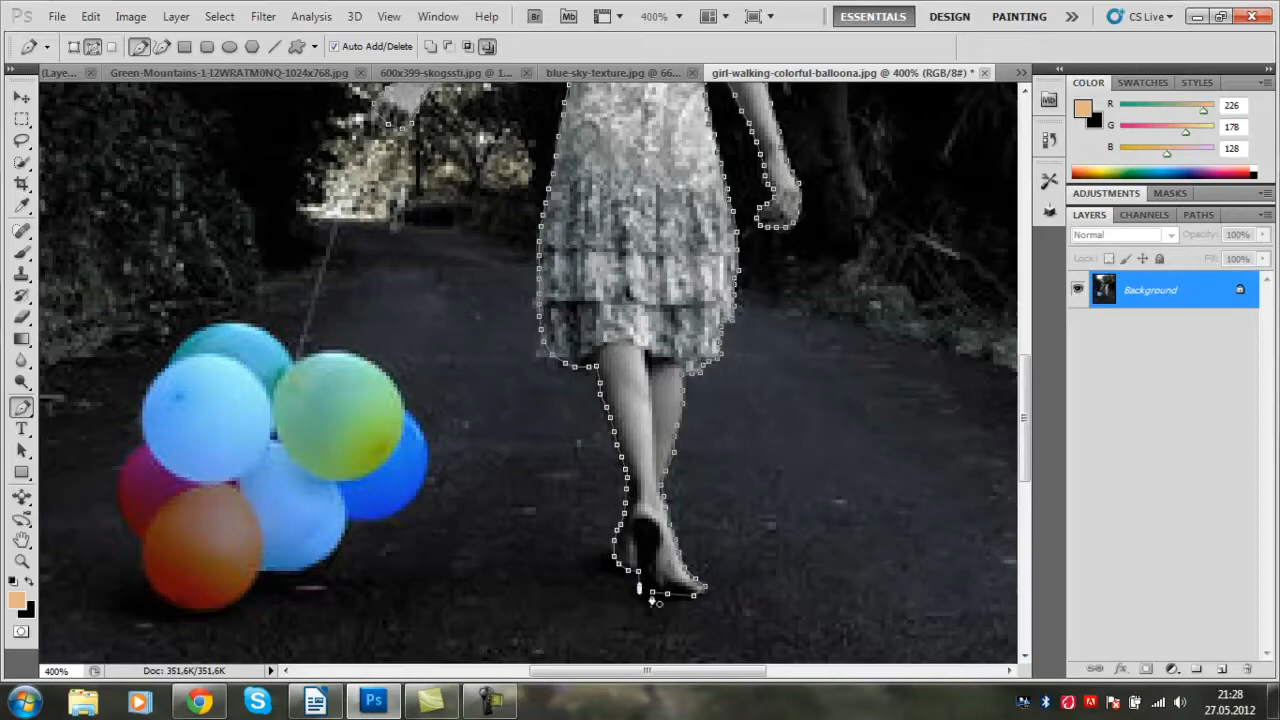 Ps File Edit Image Layer Select Filter Analysis 3D View Window Help Br Mb 400% ESSENTIALS DESIGN PAINTING CS Live
Auto Add/Delete
(Laye... Green-Mountains-1-I2WRATM0NQ-1024x768.jpg 600x399-skogssti.jpg @ 1... blue-sky-texture.jpg @ 66... girl-walking-colorful-balloona.jpg @ 400% (RGB/8#) *
COLOR SWATCHES STYLES
R 226
G 178
B 128
ADJUSTMENTS MASKS
LAYERS CHANNELS PATHS
Normal Opacity: 100%
Lock: Fill: 100%
Background
400% Doc: 351,6K/351,6K
21:28
27.05.2012